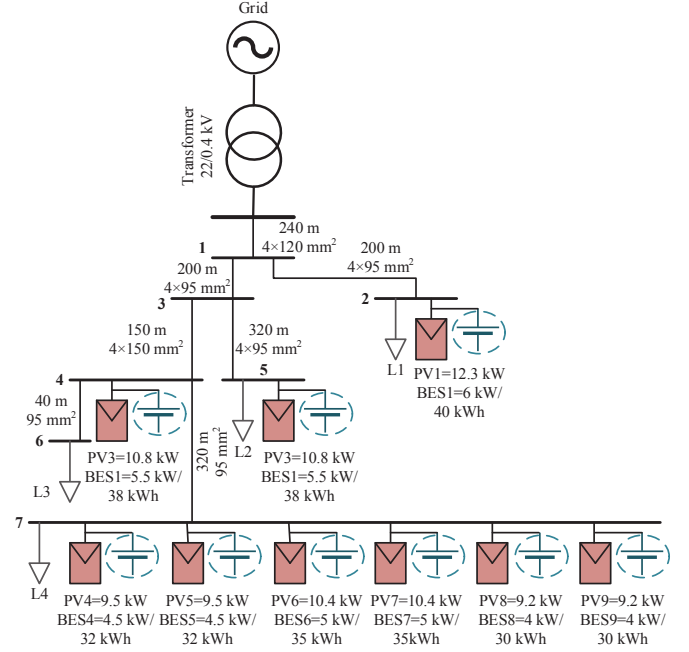 Grid
Transformer
22/0.4 kV
240 m
4×120 mm²
1
200 m
4×95 mm²
200 m
4×95 mm²
3
2
L1
PV1=12.3 kW
BES1=6 kW/
40 kWh
150 m
4×150 mm²
320 m
4×95 mm²
4
5
40 m
95 mm²
6
L3
PV3=10.8 kW
BES1=5.5 kW/
38 kWh
320 m
95 mm²
L2
PV3=10.8 kW
BES1=5.5 kW/
38 kWh
7
L4
PV4=9.5 kW
BES4=4.5 kW/
32 kWh
PV5=9.5 kW
BES5=4.5 kW/
32 kWh
PV6=10.4 kW
BES6=5 kW/
35 kWh
PV7=10.4 kW
BES7=5 kW/
35kWh
PV8=9.2 kW
BES8=4 kW/
30 kWh
PV9=9.2 kW
BES9=4 kW/
30 kWh